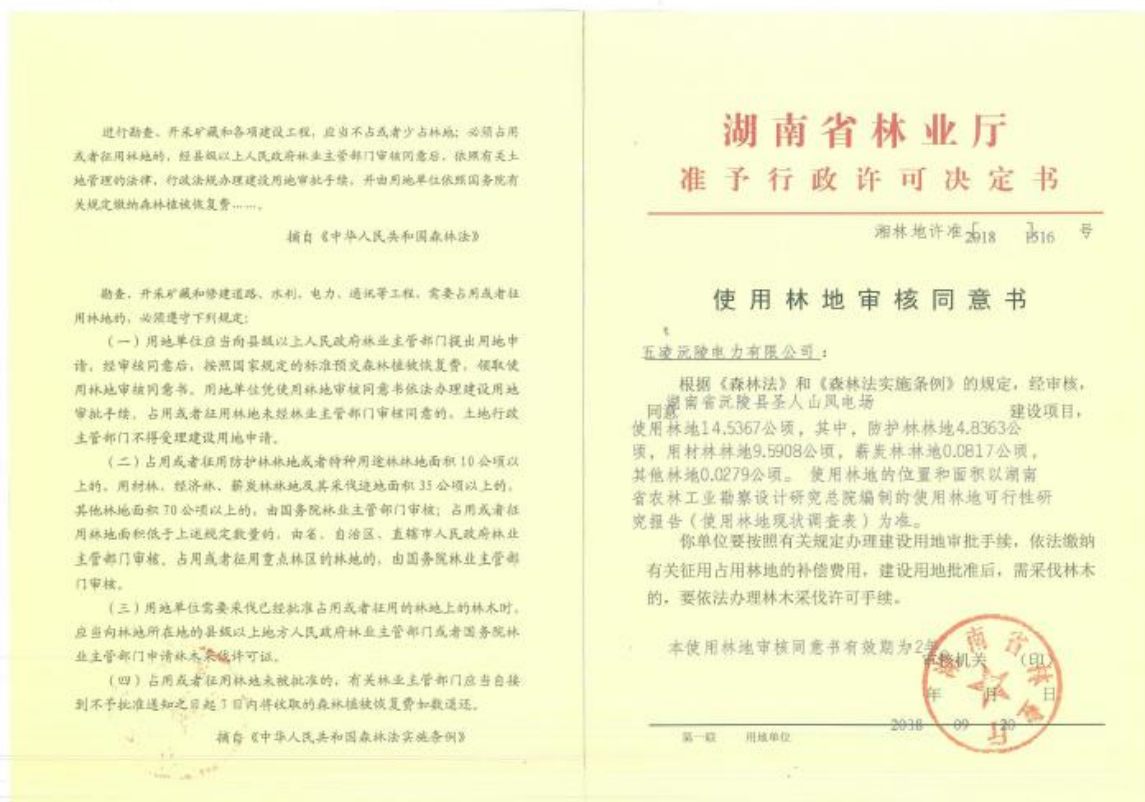 进行勘查、开采矿藏和各项建设工程，应当不占或者少占林地；必须占用
或者征用林地的，经县级以上人民政府林业主管部门审核同意后，依照有关土
地管理的法律、行政法规办理建设用地审批手续，并由用地单位依照国务院有
关规定缴纳森林植被恢复费……。
摘自《中华人民共和国森林法》
勘查、开采矿藏和修建道路、水利、电力、通讯等工程，需要占用或者征
用林地的，必须遵守下列规定：
（一）用地单位应当向县级以上人民政府林业主管部门提出用地申
请，经审核同意后，按照国家规定的标准预交森林植被恢复费，领取使
用林地审核同意书。用地单位凭使用林地审核同意书依法办理建设用地
审批手续。占用或者征用林地未经林业主管部门审核同意的，土地行政
主管部门不得受理建设用地申请。
（二）占用或者征用防护林林地或者特种用途林林地面积10公顷以
上的，用材林、经济林、薪炭林林地及其采伐迹地面积35公顷以上的，
其他林地面积70公顷以上的，由国务院林业主管部门审核；占用或者征
用林地面积低于上述规定数量的，由省、自治区、直辖市人民政府林业
主管部门审核。占用或者征用重点林区的林地的，由国务院林业主管部
门审核。
（三）用地单位需要采伐已经批准占用或者征用的林地上的林木时，
应当向林地所在地的县级以上地方人民政府林业主管部门或者国务院林
业主管部门申请林木采伐许可证。
（四）占用或者征用林地未被批准的，有关林业主管部门应当自接
到不予批准通知之日起7日内将收取的森林植被恢复费如数退还。
摘自《中华人民共和国森林法实施条例》
湖南省林业厅
准予行政许可决定书
湘林地许准〔2018〕1516 号
使用林地审核同意书
五凌沅陵电力有限公司：
根据《森林法》和《森林法实施条例》的规定，经审核，
同意 湖南省沅陵县圣人山风电场 建设项目，
使用林地14.5367公顷，其中，防护林林地4.8363公
顷，用材林林地9.5908公顷，薪炭林林地0.0817公顷，
其他林地0.0279公顷。 使用林地的位置和面积以湖南
省农林工业勘察设计研究总院编制的使用林地可行性研
究报告（使用林地现状调查表）为准。
你单位要按照有关规定办理建设用地审批手续，依法缴纳
有关征用占用林地的补偿费用，建设用地批准后，需采伐林木
的，要依法办理林木采伐许可手续。
本使用林地审核同意书有效期为2年
审核机关 （印）
年 月 日
2018 09 20
湖南省林业厅
第一联 用地单位